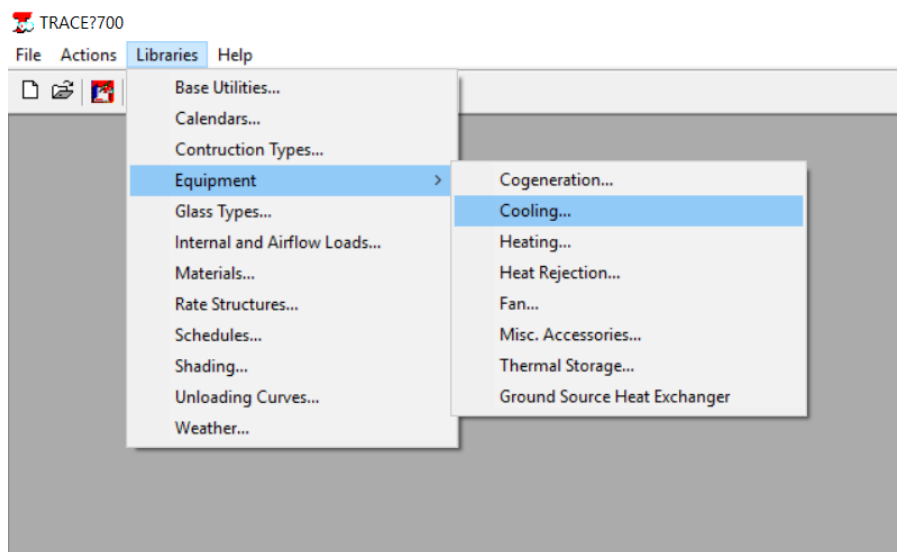 TRACE?700
File Actions Libraries Help
Base Utilities...
Calendars...
Contruction Types...
Equipment >
Glass Types...
Internal and Airflow Loads...
Materials...
Rate Structures...
Schedules...
Shading...
Unloading Curves...
Weather...
Cogeneration...
Cooling...
Heating...
Heat Rejection...
Fan...
Misc. Accessories...
Thermal Storage...
Ground Source Heat Exchanger